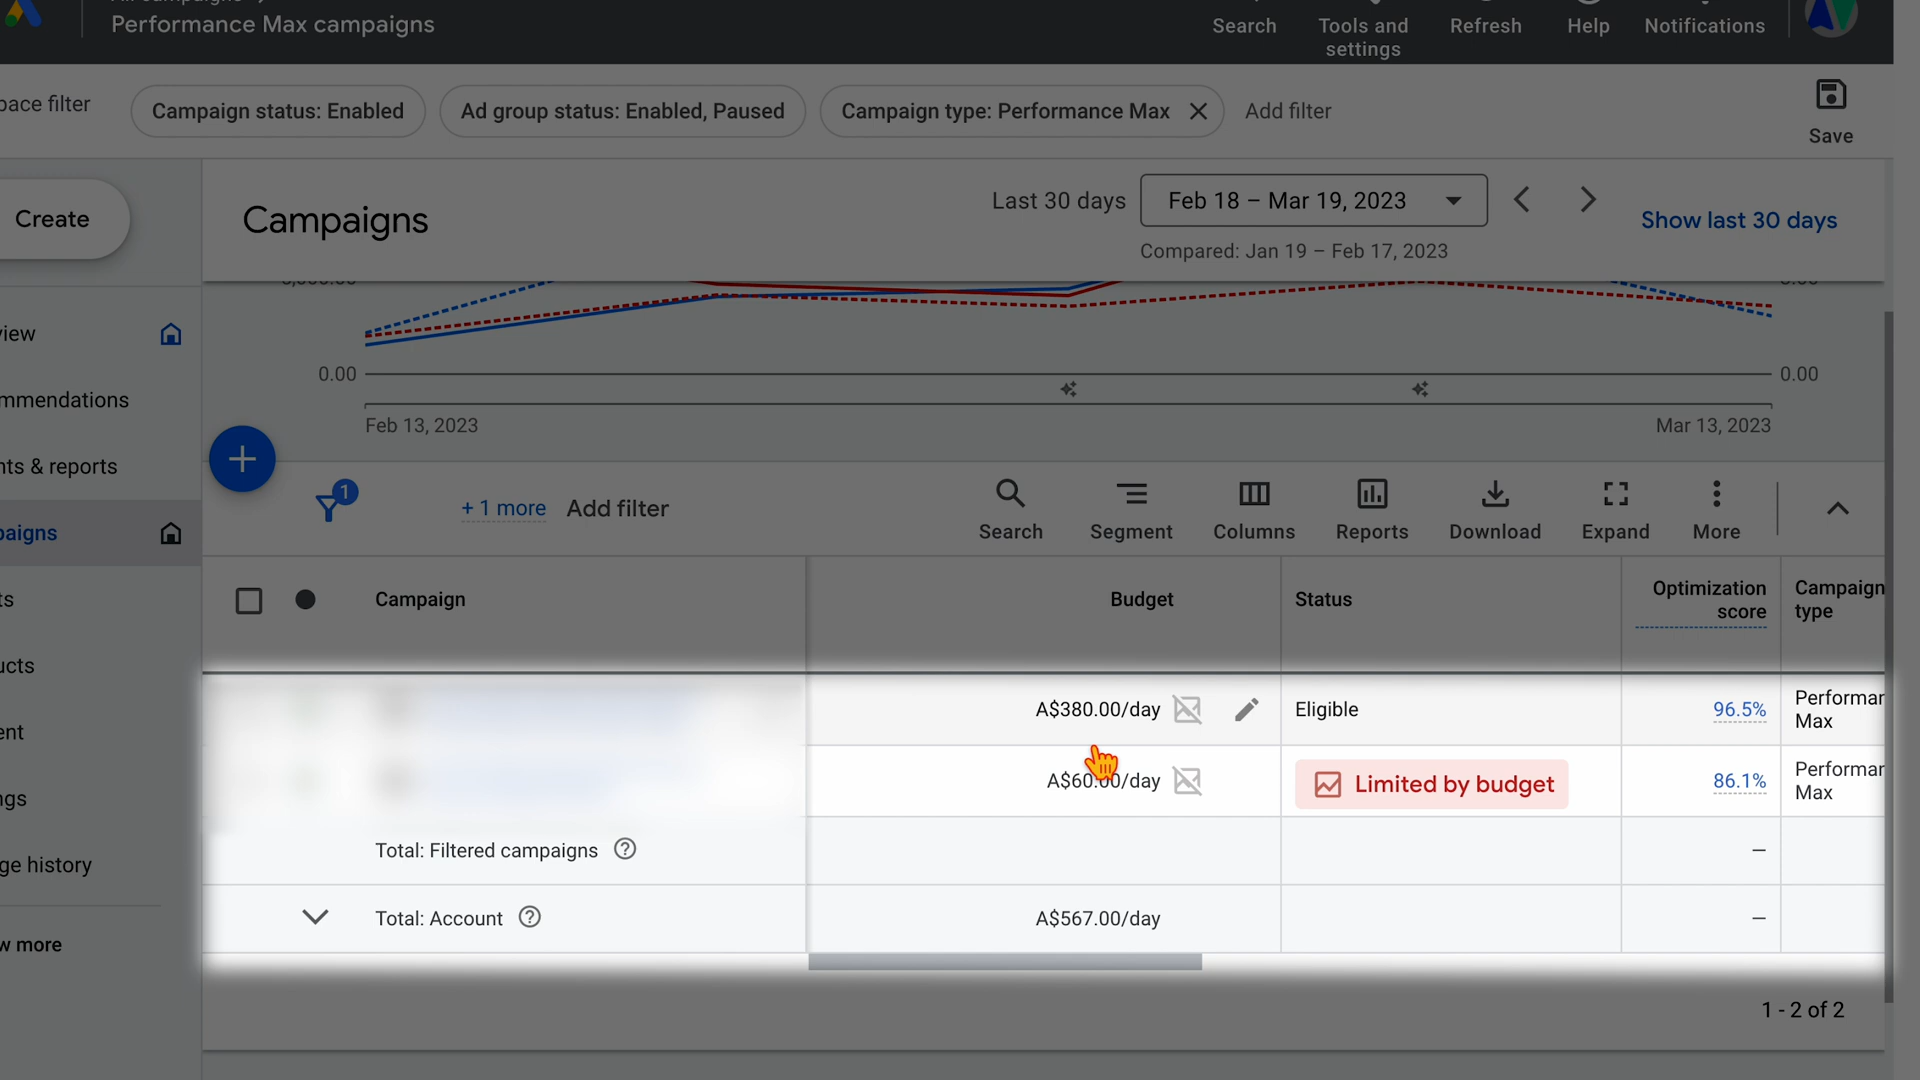 Performance Max campaigns
Search
Tools and
settings
Refresh
Help
Notifications
pace filter
Campaign status: Enabled
Ad group status: Enabled, Paused
Campaign type: Performance Max
Add filter
Save
Create
Campaigns
Last 30 days
Feb 18 – Mar 19, 2023
Show last 30 days
Compared: Jan 19 – Feb 17, 2023
view
mmendations
nts & reports
paigns
ts
ucts
ent
ngs
ge history
w more
0.00
0.00
Feb 13, 2023
Mar 13, 2023
1
+ 1 more
Add filter
Search
Segment
Columns
Reports
Download
Expand
More
Campaign
Budget
Status
Optimization
score
Campaign
type
A$380.00/day
Eligible
96.5%
Performar
Max
A$60.00/day
Limited by budget
86.1%
Performar
Max
Total: Filtered campaigns
–
Total: Account
A$567.00/day
–
1 - 2 of 2